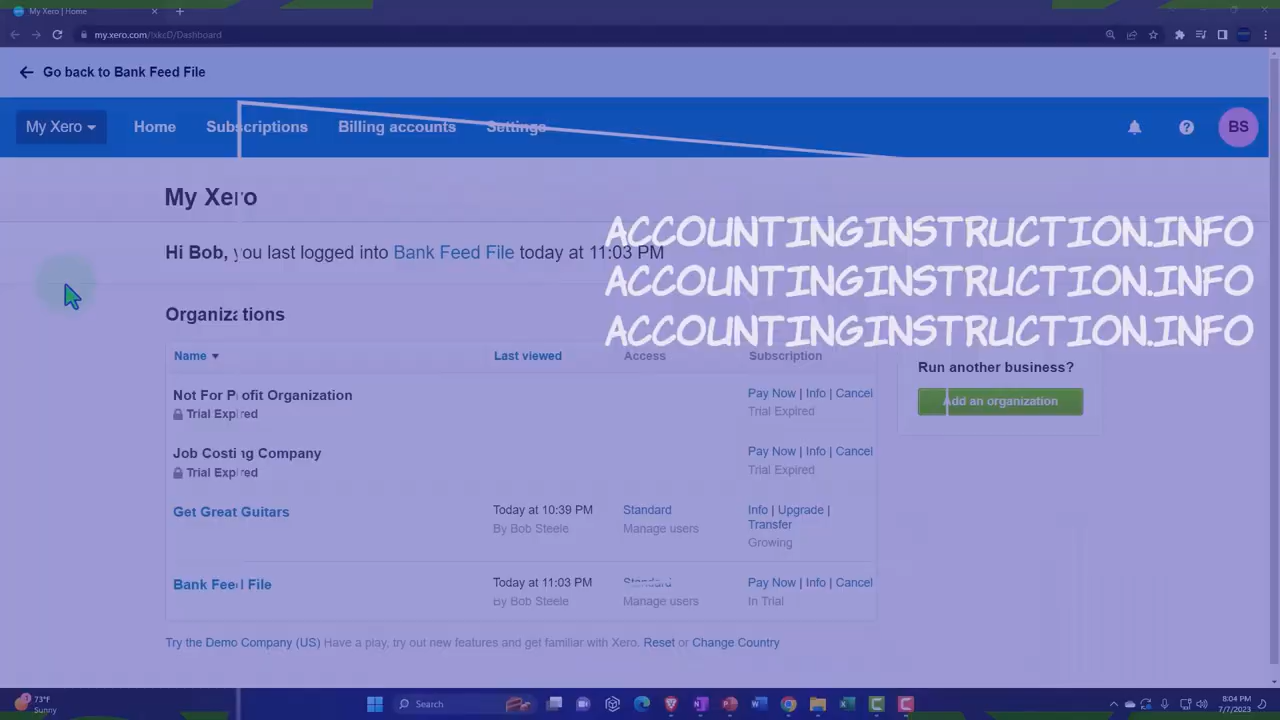 My Xero | Home
my.xero.com/!xkcD/Dashboard
Go back to Bank Feed File
My Xero Home Subscriptions Billing accounts Settings BS
My Xero
ACCOUNTINGINSTRUCTION.INFO
Hi Bob, you last logged into Bank Feed File today at 11:03 PM
ACCOUNTINGINSTRUCTION.INFO
Organizations
ACCOUNTINGINSTRUCTION.INFO
Name Last viewed Access Subscription
Run another business?
Add an organization
Not For Profit Organization Pay Now | Info | Cancel
Trial Expired Trial Expired
Job Costing Company Pay Now | Info | Cancel
Trial Expired Trial Expired
Get Great Guitars Today at 10:39 PM Standard Info | Upgrade |
By Bob Steele Manage users Transfer
Growing
Bank Feed File Today at 11:03 PM Standard Pay Now | Info | Cancel
By Bob Steele Manage users In Trial
Try the Demo Company (US) Have a play, try out new features and get familiar with Xero. Reset or Change Country
73°F
Sunny
Search
8:04 PM
7/7/2023